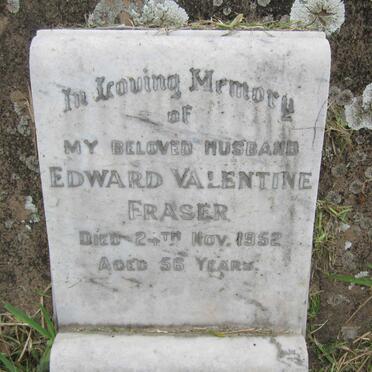 In Loving Memory
of
MY BELOVED HUSBAND
EDWARD VALENTINE
FRASER
DIED 24TH NOV. 1952
AGED 56 YEARS.